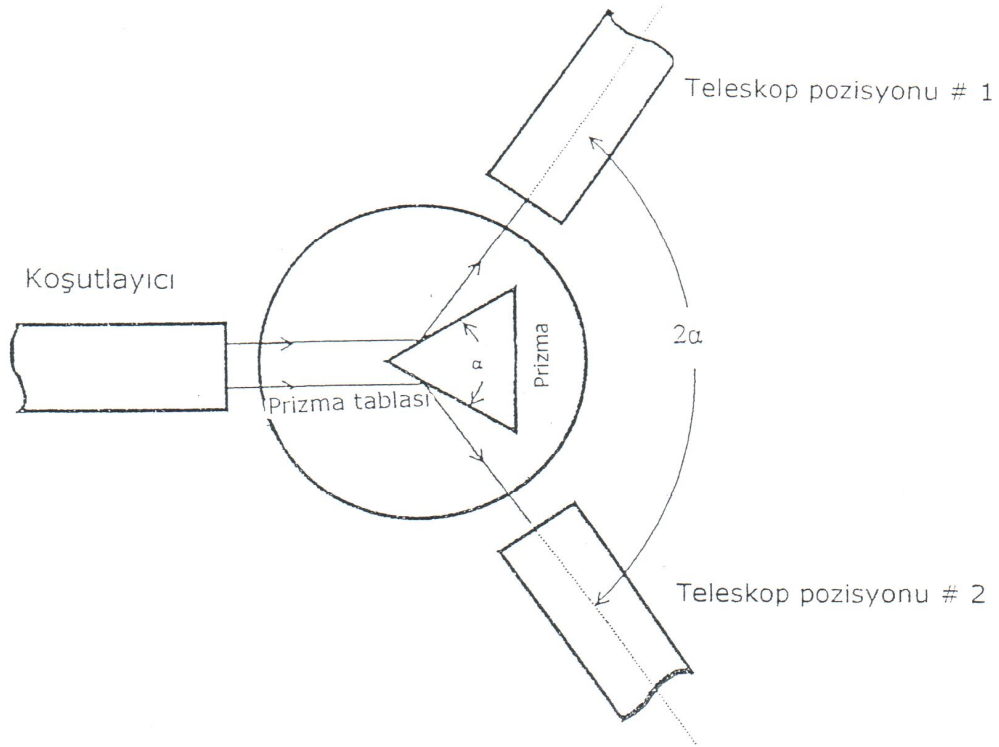 Teleskop pozisyonu # 1
Koşutlayıcı
2α
α
Prizma
Prizma tablası
Teleskop pozisyonu # 2